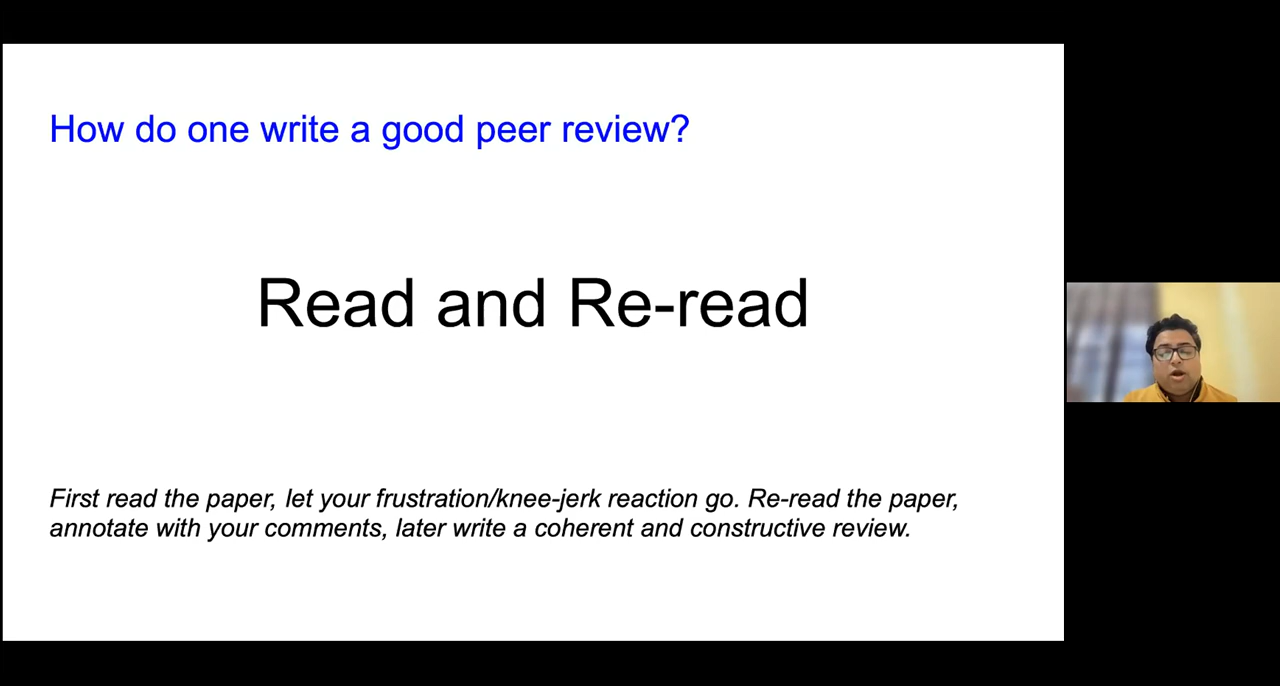 How do one write a good peer review?
Read and Re-read
First read the paper, let your frustration/knee-jerk reaction go. Re-read the paper,
annotate with your comments, later write a coherent and constructive review.